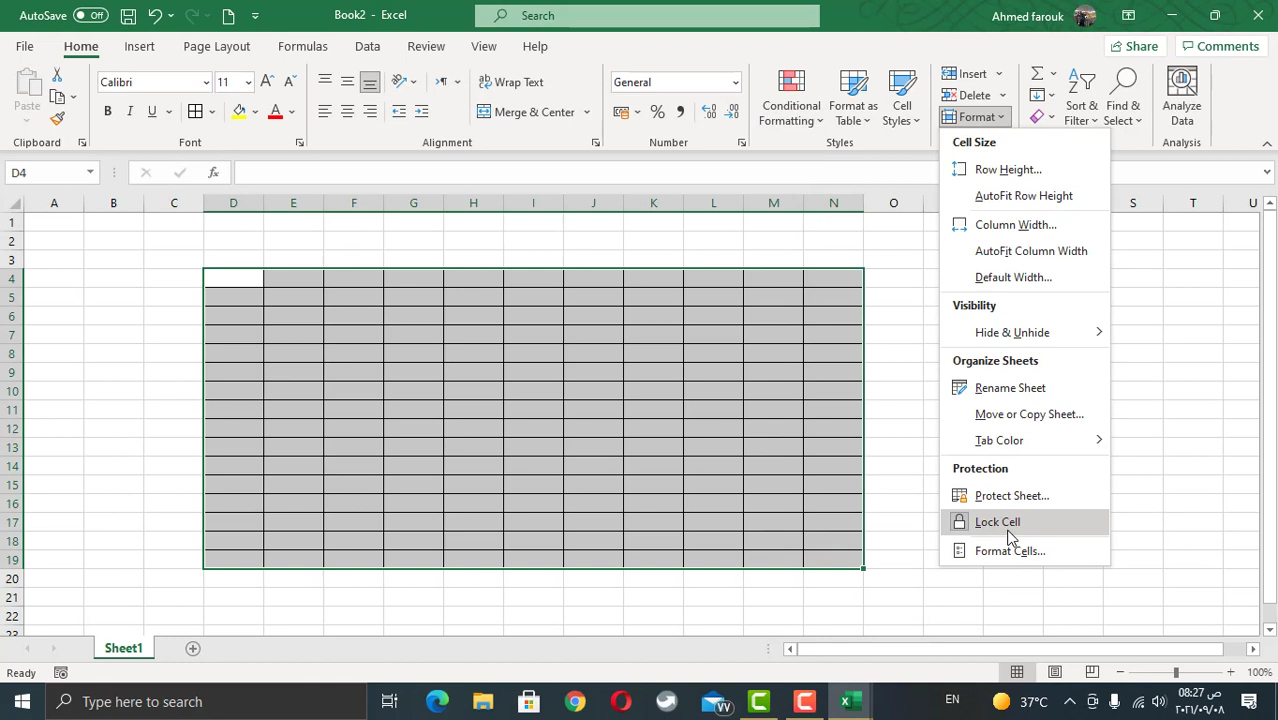 AutoSave Off Book2 - Excel Search Ahmed farouk
File Home Insert Page Layout Formulas Data Review View Help Share Comments
Paste Calibri 11 Wrap Text General Conditional Formatting Format as Table Cell Styles Insert Sort & Filter Find & Select Analyze Data
B I U Merge & Center % Delete
Format
Clipboard Font Alignment Number Styles Analysis
D4 fx
A B C D E F G H I J K L M N O S T U
1
2
3
4
5
6
7
8
9
10
11
12
13
14
15
16
17
18
19
20
21
22
23
Cell Size
Row Height...
AutoFit Row Height
Column Width...
AutoFit Column Width
Default Width...
Visibility
Hide & Unhide
Organize Sheets
Rename Sheet
Move or Copy Sheet...
Tab Color
Protection
Protect Sheet...
Lock Cell
Format Cells...
Sheet1
Ready 100%
Type here to search EN 37°C ص 08:27
٢٠٢١/٠٩/٠٨